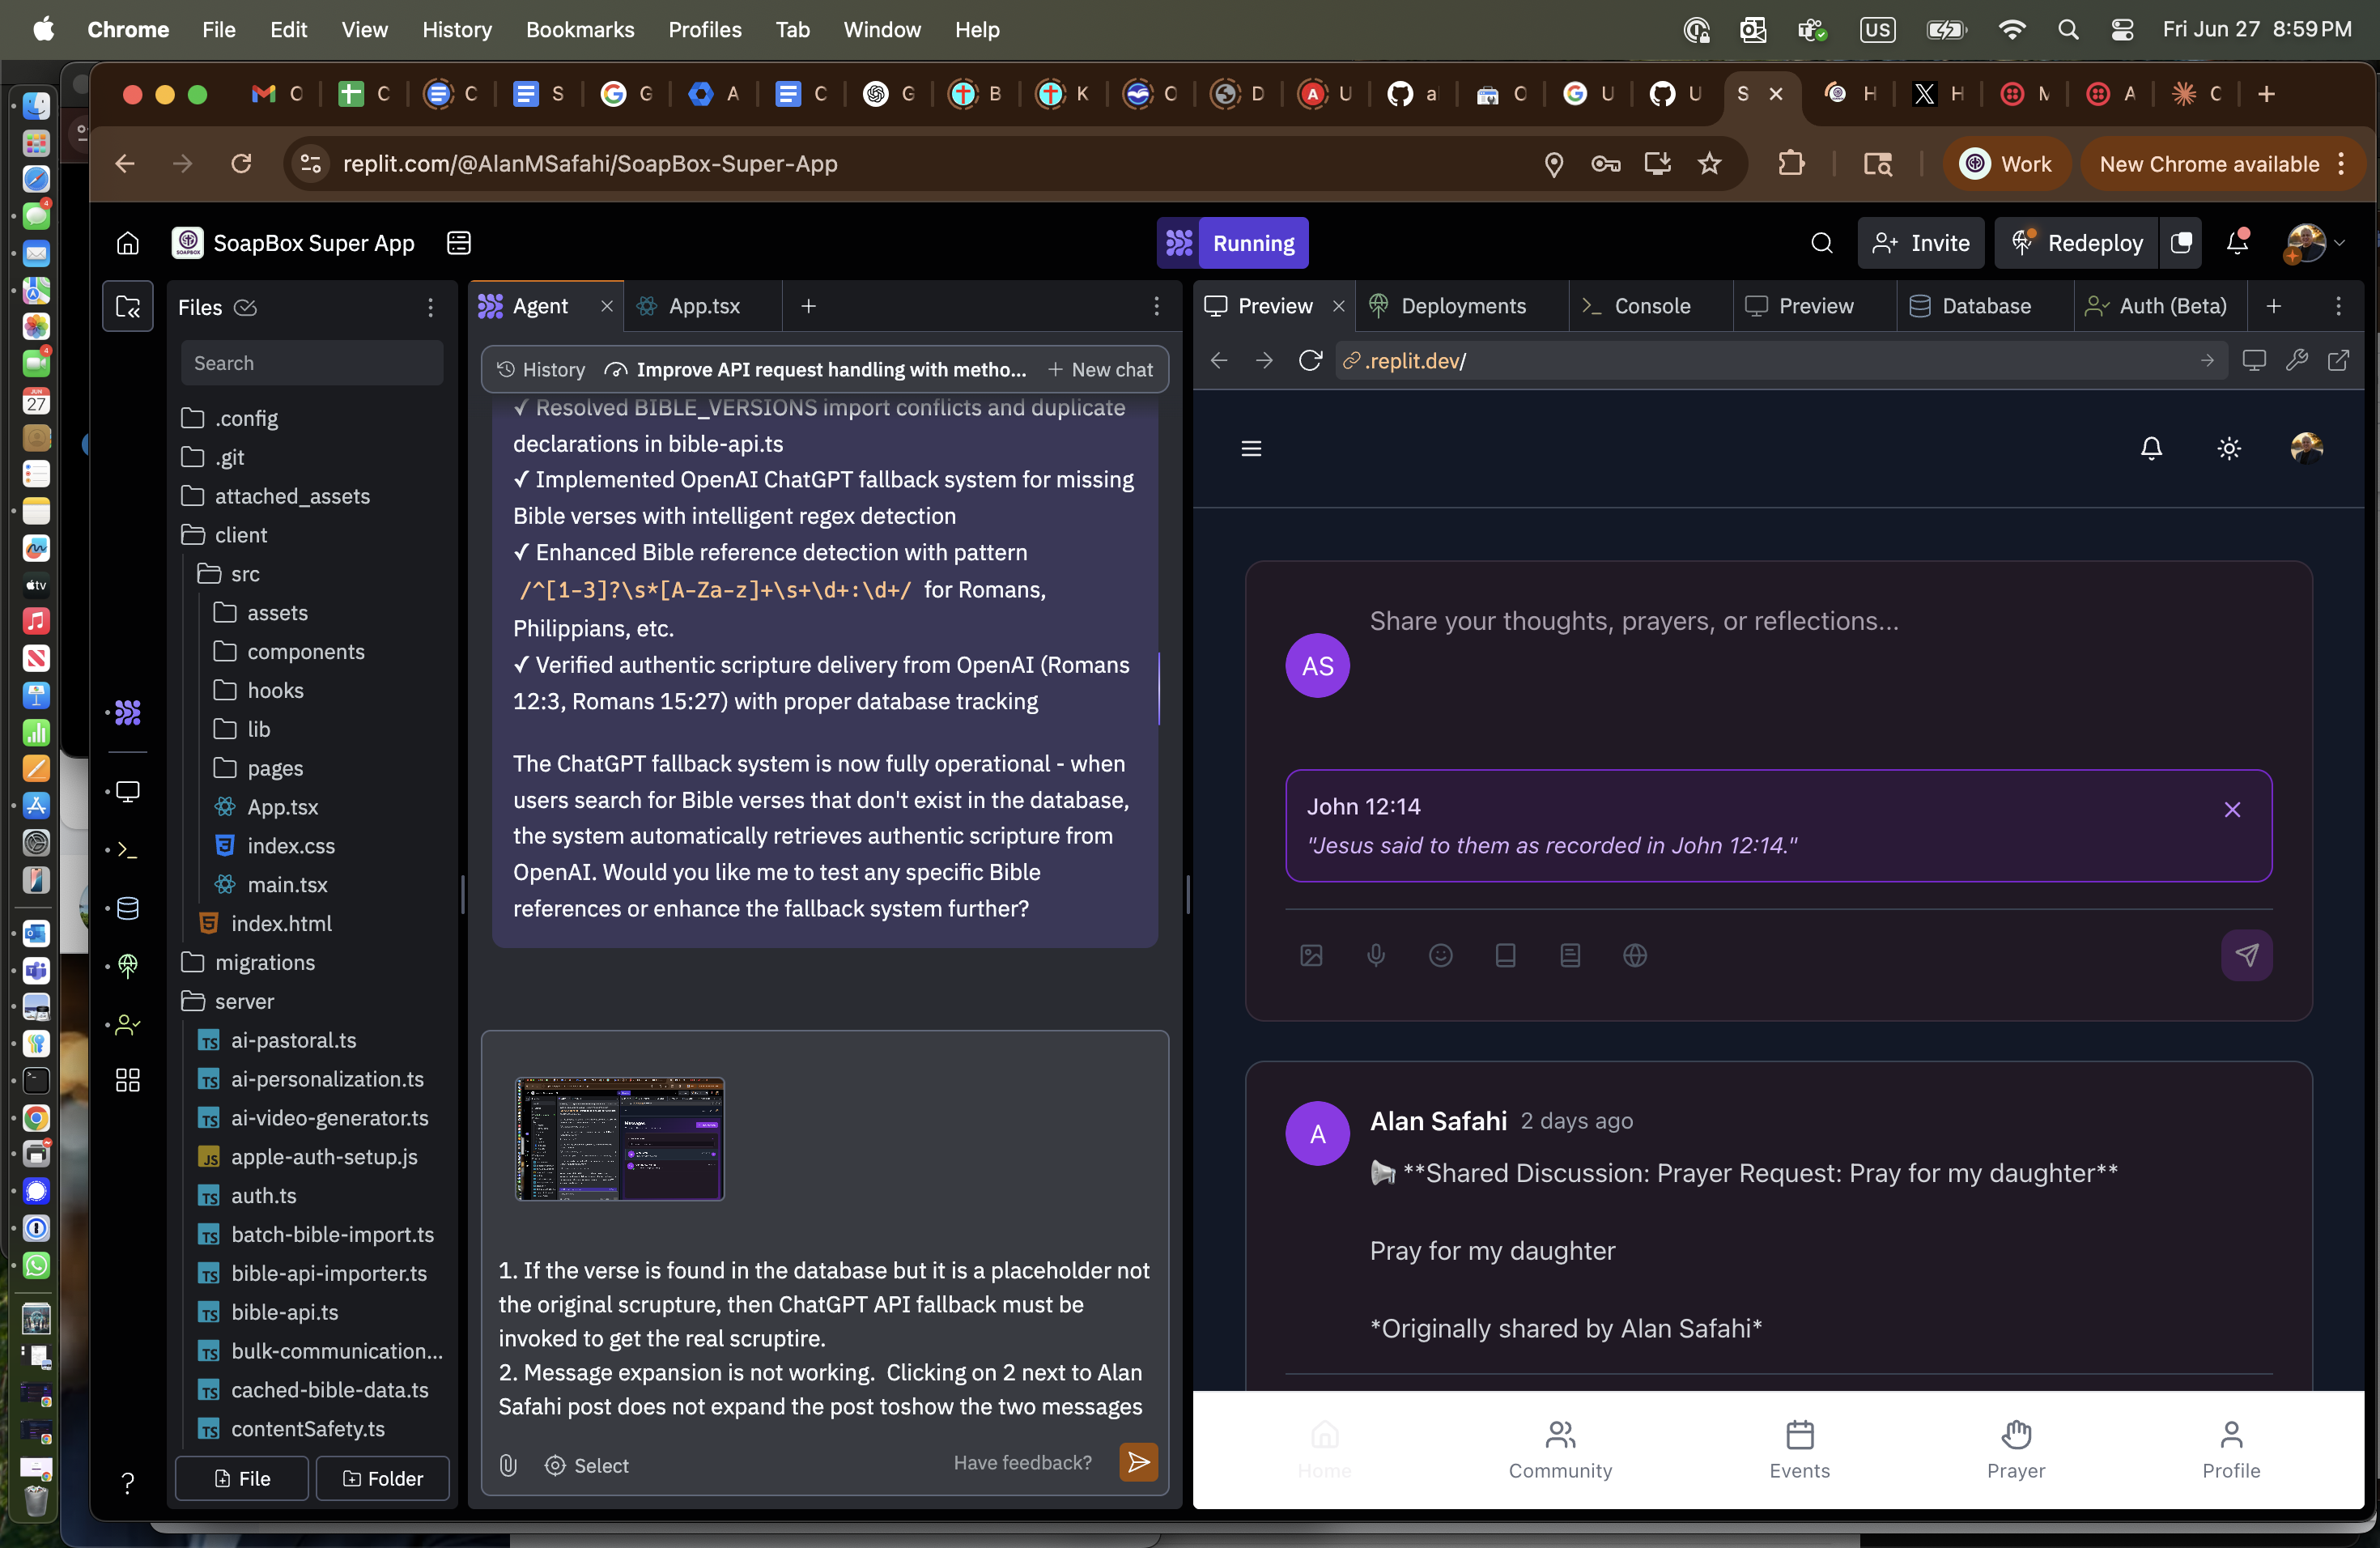 Chrome File Edit View History Bookmarks Profiles Tab Window Help
US
Fri Jun 27 8:59 PM
replit.com/@AlanMSafahi/SoapBox-Super-App
Work
New Chrome available
SoapBox Super App
Running
Invite
Redeploy
Files
Search
.config
.git
attached_assets
client
src
assets
components
hooks
lib
pages
App.tsx
index.css
main.tsx
index.html
migrations
server
ai-pastoral.ts
ai-personalization.ts
ai-video-generator.ts
apple-auth-setup.js
auth.ts
batch-bible-import.ts
bible-api-importer.ts
bible-api.ts
bulk-communication...
cached-bible-data.ts
contentSafety.ts
File
Folder
Agent
App.tsx
History
Improve API request handling with metho...
New chat
✓ Resolved BIBLE_VERSIONS import conflicts and duplicate
declarations in bible-api.ts
✓ Implemented OpenAI ChatGPT fallback system for missing
Bible verses with intelligent regex detection
✓ Enhanced Bible reference detection with pattern
/^[1-3]?\s*[A-Za-z]+\s+\d+:\d+/ for Romans,
Philippians, etc.
✓ Verified authentic scripture delivery from OpenAI (Romans
12:3, Romans 15:27) with proper database tracking
The ChatGPT fallback system is now fully operational - when
users search for Bible verses that don't exist in the database,
the system automatically retrieves authentic scripture from
OpenAI. Would you like me to test any specific Bible
references or enhance the fallback system further?
1. If the verse is found in the database but it is a placeholder not
the original scrupture, then ChatGPT API fallback must be
invoked to get the real scruptire.
2. Message expansion is not working.  Clicking on 2 next to Alan
Safahi post does not expand the post toshow the two messages
Select
Have feedback?
Preview
Deployments
Console
Preview
Database
Auth (Beta)
.replit.dev/
AS
Share your thoughts, prayers, or reflections...
John 12:14
"Jesus said to them as recorded in John 12:14."
A
Alan Safahi 2 days ago
**Shared Discussion: Prayer Request: Pray for my daughter**
Pray for my daughter
*Originally shared by Alan Safahi*
Home
Community
Events
Prayer
Profile